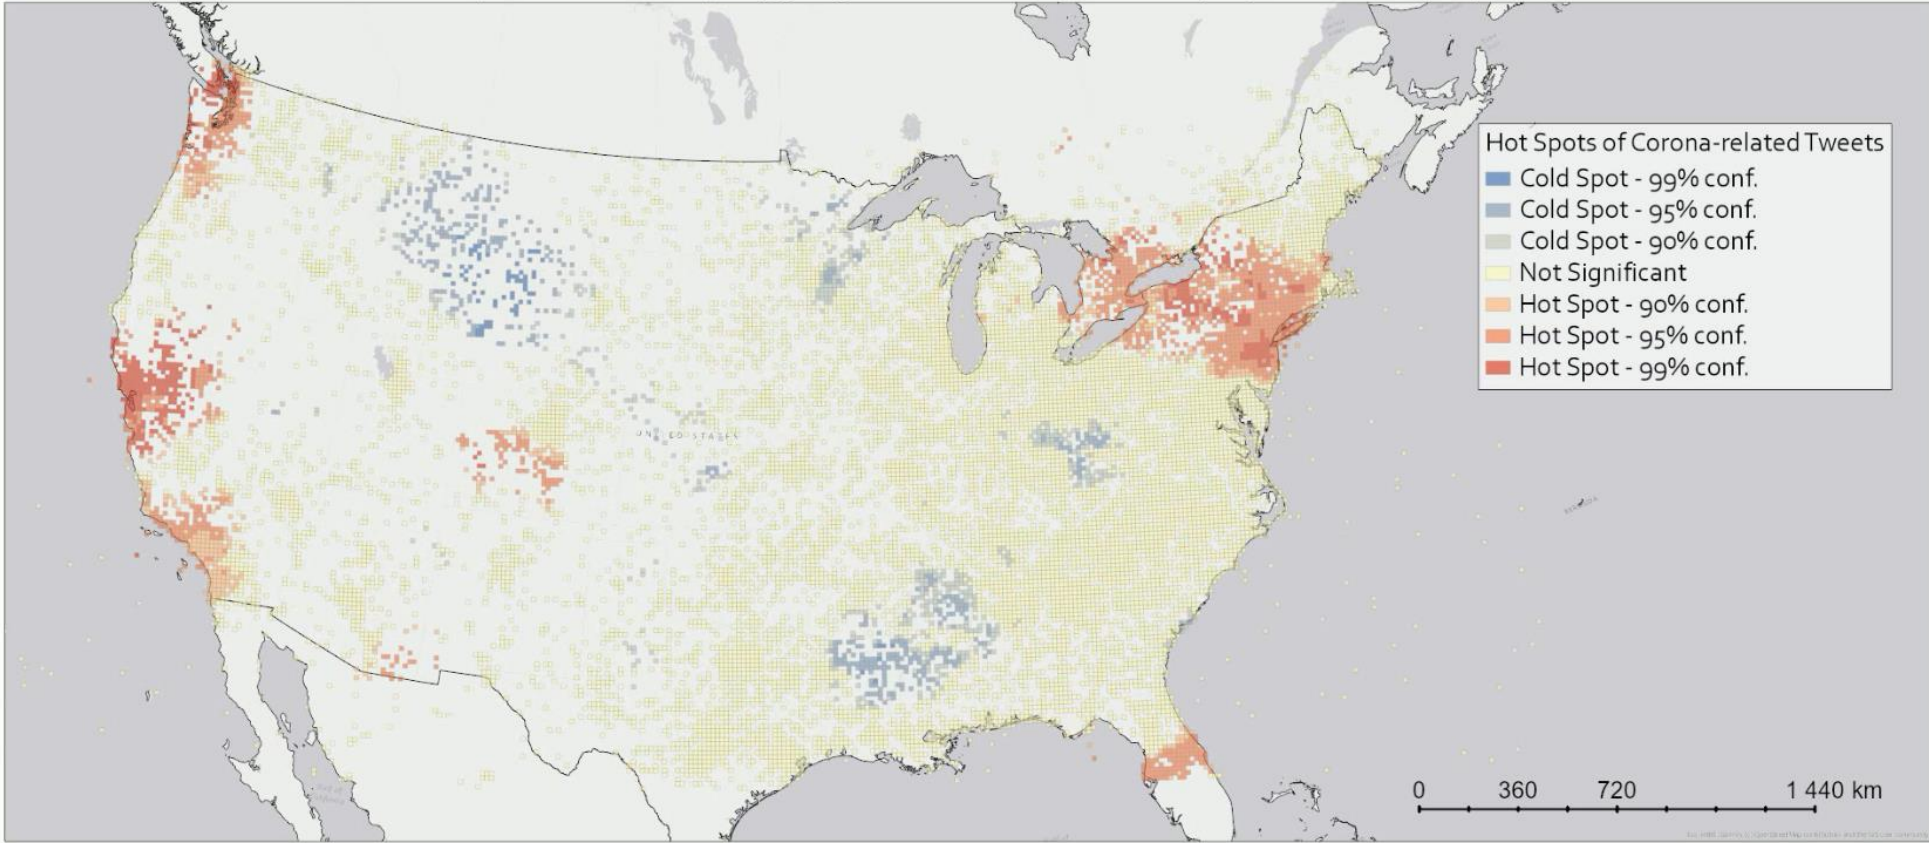 Hot Spots of Corona-related Tweets
Cold Spot - 99% conf.
Cold Spot - 95% conf.
Cold Spot - 90% conf.
Not Significant
Hot Spot - 90% conf.
Hot Spot - 95% conf.
Hot Spot - 99% conf.
UNITED STATES
0 360 720 1 440 km